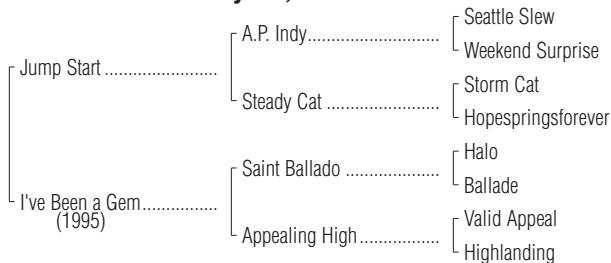 Seattle Slew
A.P. Indy
Weekend Surprise
Jump Start
Storm Cat
Steady Cat
Hopespringsforever
Halo
Saint Ballado
Ballade
I've Been a Gem
(1995)
Valid Appeal
Appealing High
Highlanding